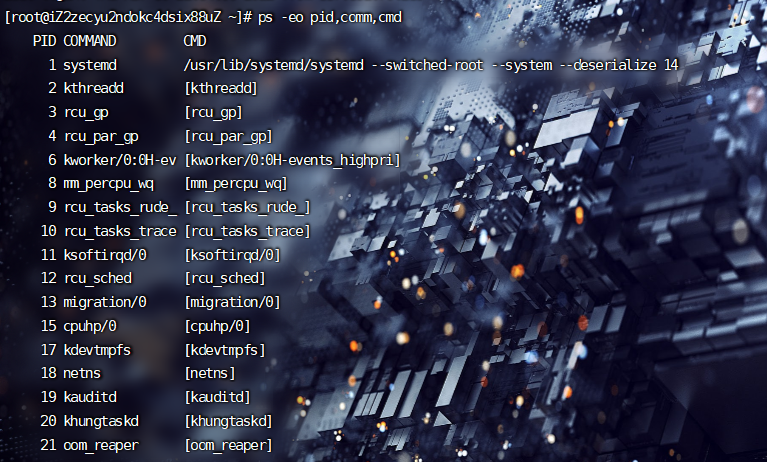 [root@iZ2zecyu2ndokc4dsix88uZ ~]# ps -eo pid,comm,cmd
PID COMMAND CMD
1 systemd /usr/lib/systemd/systemd --switched-root --system --deserialize 14
2 kthreadd [kthreadd]
3 rcu_gp [rcu_gp]
4 rcu_par_gp [rcu_par_gp]
6 kworker/0:0H-ev [kworker/0:0H-events_highpri]
8 mm_percpu_wq [mm_percpu_wq]
9 rcu_tasks_rude_ [rcu_tasks_rude_]
10 rcu_tasks_trace [rcu_tasks_trace]
11 ksoftirqd/0 [ksoftirqd/0]
12 rcu_sched [rcu_sched]
13 migration/0 [migration/0]
15 cpuhp/0 [cpuhp/0]
17 kdevtmpfs [kdevtmpfs]
18 netns [netns]
19 kauditd [kauditd]
20 khungtaskd [khungtaskd]
21 oom_reaper [oom_reaper]